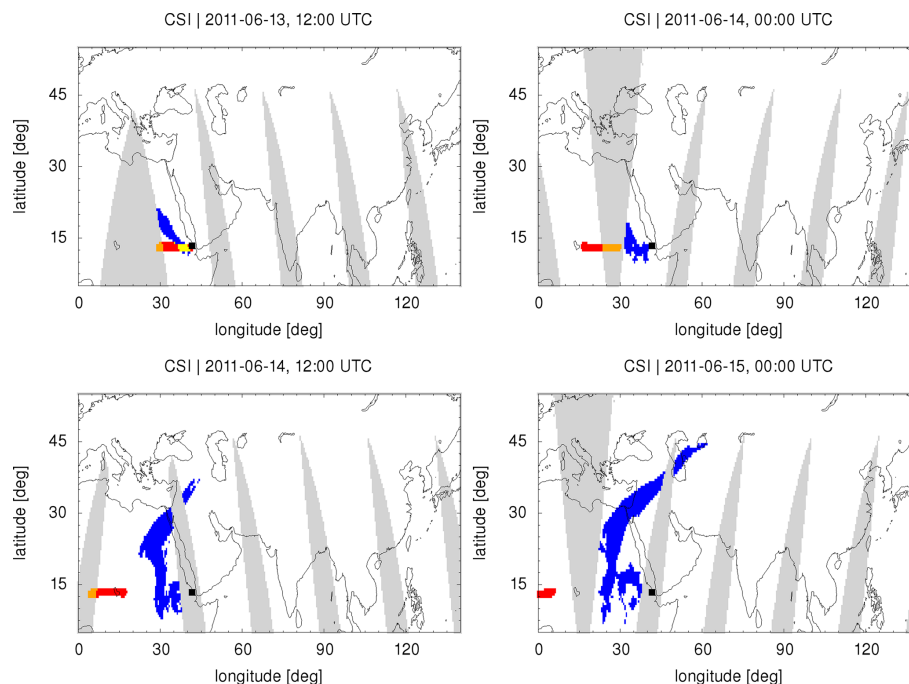 CSI | 2011-06-13, 12:00 UTC
latitude [deg]
45
30
15
0 30 60 90 120
longitude [deg]
CSI | 2011-06-14, 00:00 UTC
latitude [deg]
45
30
15
0 30 60 90 120
longitude [deg]
CSI | 2011-06-14, 12:00 UTC
latitude [deg]
45
30
15
0 30 60 90 120
longitude [deg]
CSI | 2011-06-15, 00:00 UTC
latitude [deg]
45
30
15
0 30 60 90 120
longitude [deg]